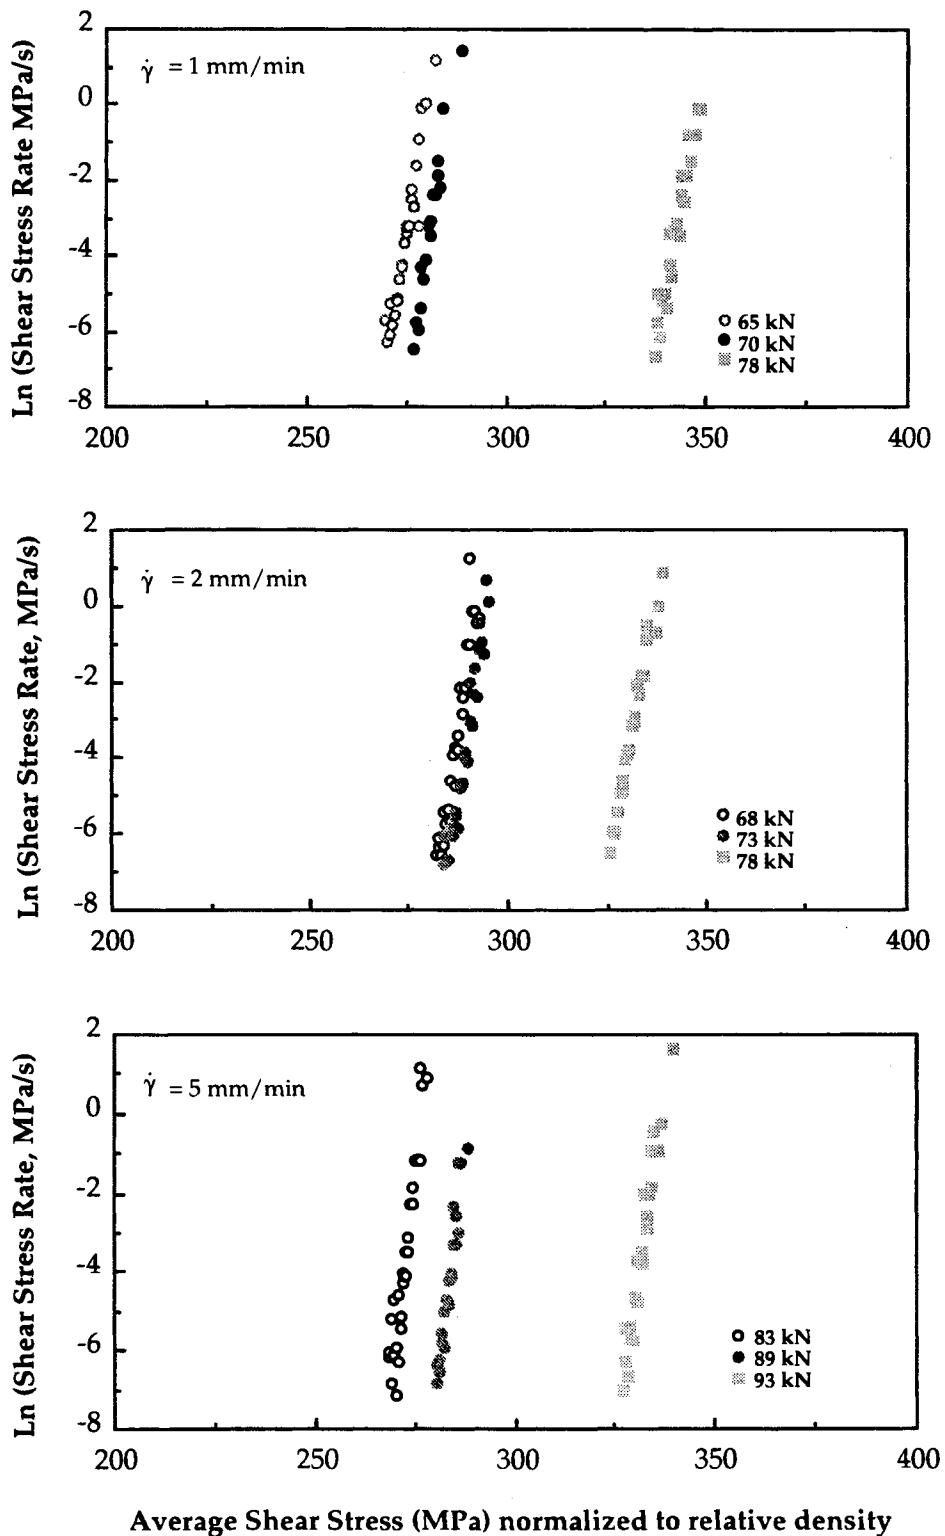 Ln (Shear Stress Rate MPa/s)
2
0
-2
-4
-6
-8
γ̇ = 1 mm/min
65 kN
70 kN
78 kN
200 250 300 350 400
Ln (Shear Stress Rate, MPa/s)
2
0
-2
-4
-6
-8
γ̇ = 2 mm/min
68 kN
73 kN
78 kN
200 250 300 350 400
Ln (Shear Stress Rate, MPa/s)
2
0
-2
-4
-6
-8
γ̇ = 5 mm/min
83 kN
89 kN
93 kN
200 250 300 350 400
Average Shear Stress (MPa) normalized to relative density